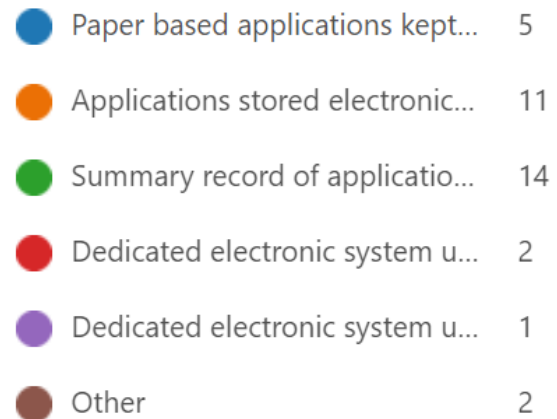 Paper based applications kept... 5
Applications stored electronic... 11
Summary record of applicatio... 14
Dedicated electronic system u... 2
Dedicated electronic system u... 1
Other 2